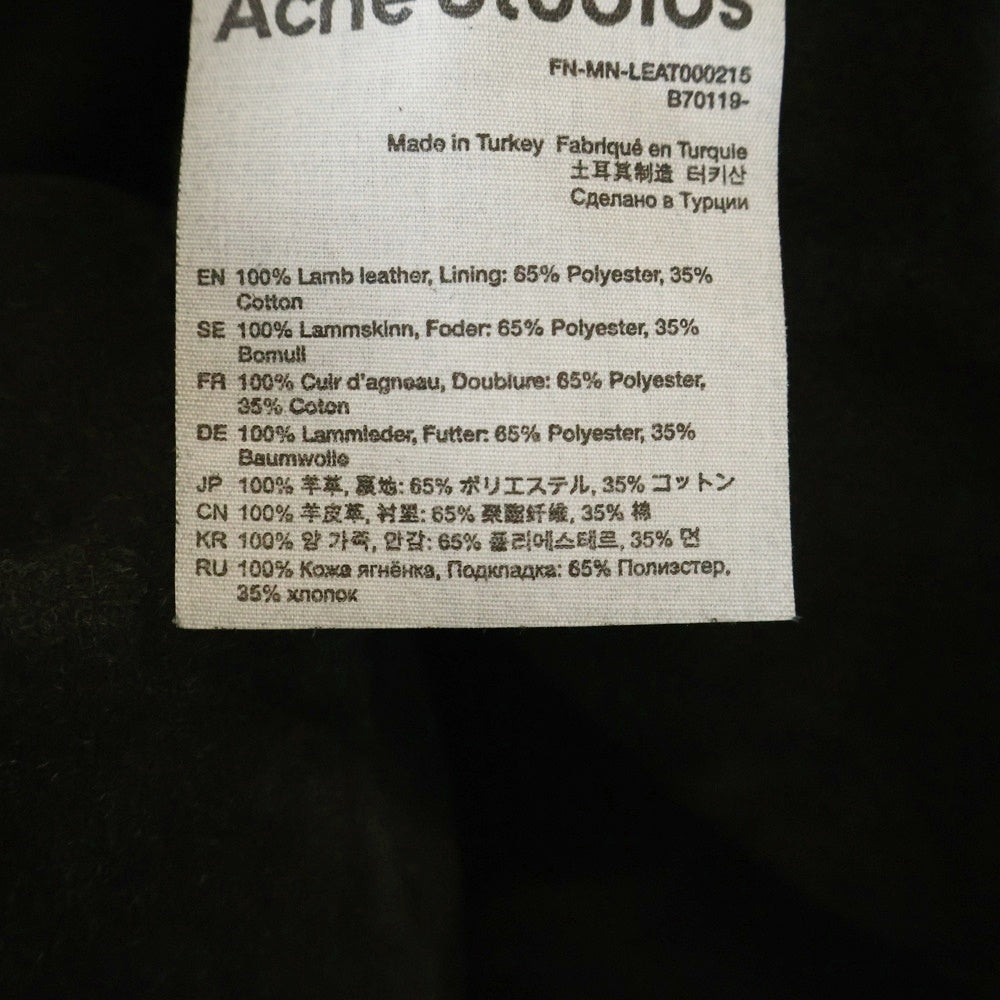 Acne Studios
FN-MN-LEAT000215
B70119-
Made in Turkey Fabriqué en Turquie
土耳其制造 터키산
Сделано в Турции
EN 100% Lamb leather, Lining: 65% Polyester, 35%
Cotton
SE 100% Lammskinn, Foder: 65% Polyester, 35%
Bomull
FR 100% Cuir d'agneau, Doublure: 65% Polyester,
35% Coton
DE 100% Lammleder, Futter: 65% Polyester, 35%
Baumwolle
JP 100% 羊革, 裏地: 65% ポリエステル, 35% コットン
CN 100% 羊皮革, 衬里: 65% 聚酯纤维, 35% 棉
KR 100% 양 가죽, 안감: 65% 폴리에스테르, 35% 면
RU 100% Кожа ягнёнка, Подкладка: 65% Полиэстер,
35% хлопок